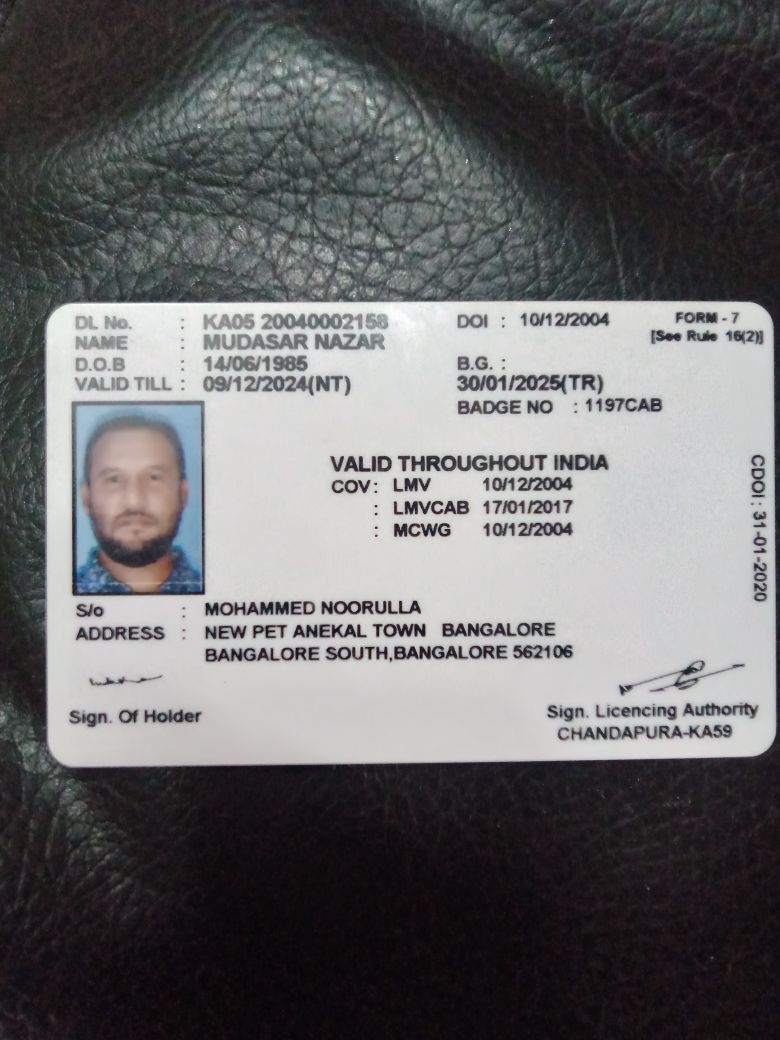 DL No. : KA05 20040002158 DOI : 10/12/2004 FORM - 7
NAME : MUDASAR NAZAR [See Rule 16(2)]
D.O.B : 14/06/1985 B.G. :
VALID TILL : 09/12/2024(NT) 30/01/2025(TR)
BADGE NO : 1197CAB
VALID THROUGHOUT INDIA
COV : LMV 10/12/2004
: LMVCAB 17/01/2017
: MCWG 10/12/2004
CDOI : 31-01-2020
S/o : MOHAMMED NOORULLA
ADDRESS : NEW PET ANEKAL TOWN BANGALORE
BANGALORE SOUTH,BANGALORE 562106
Sign. Of Holder
Sign. Licencing Authority
CHANDAPURA-KA59